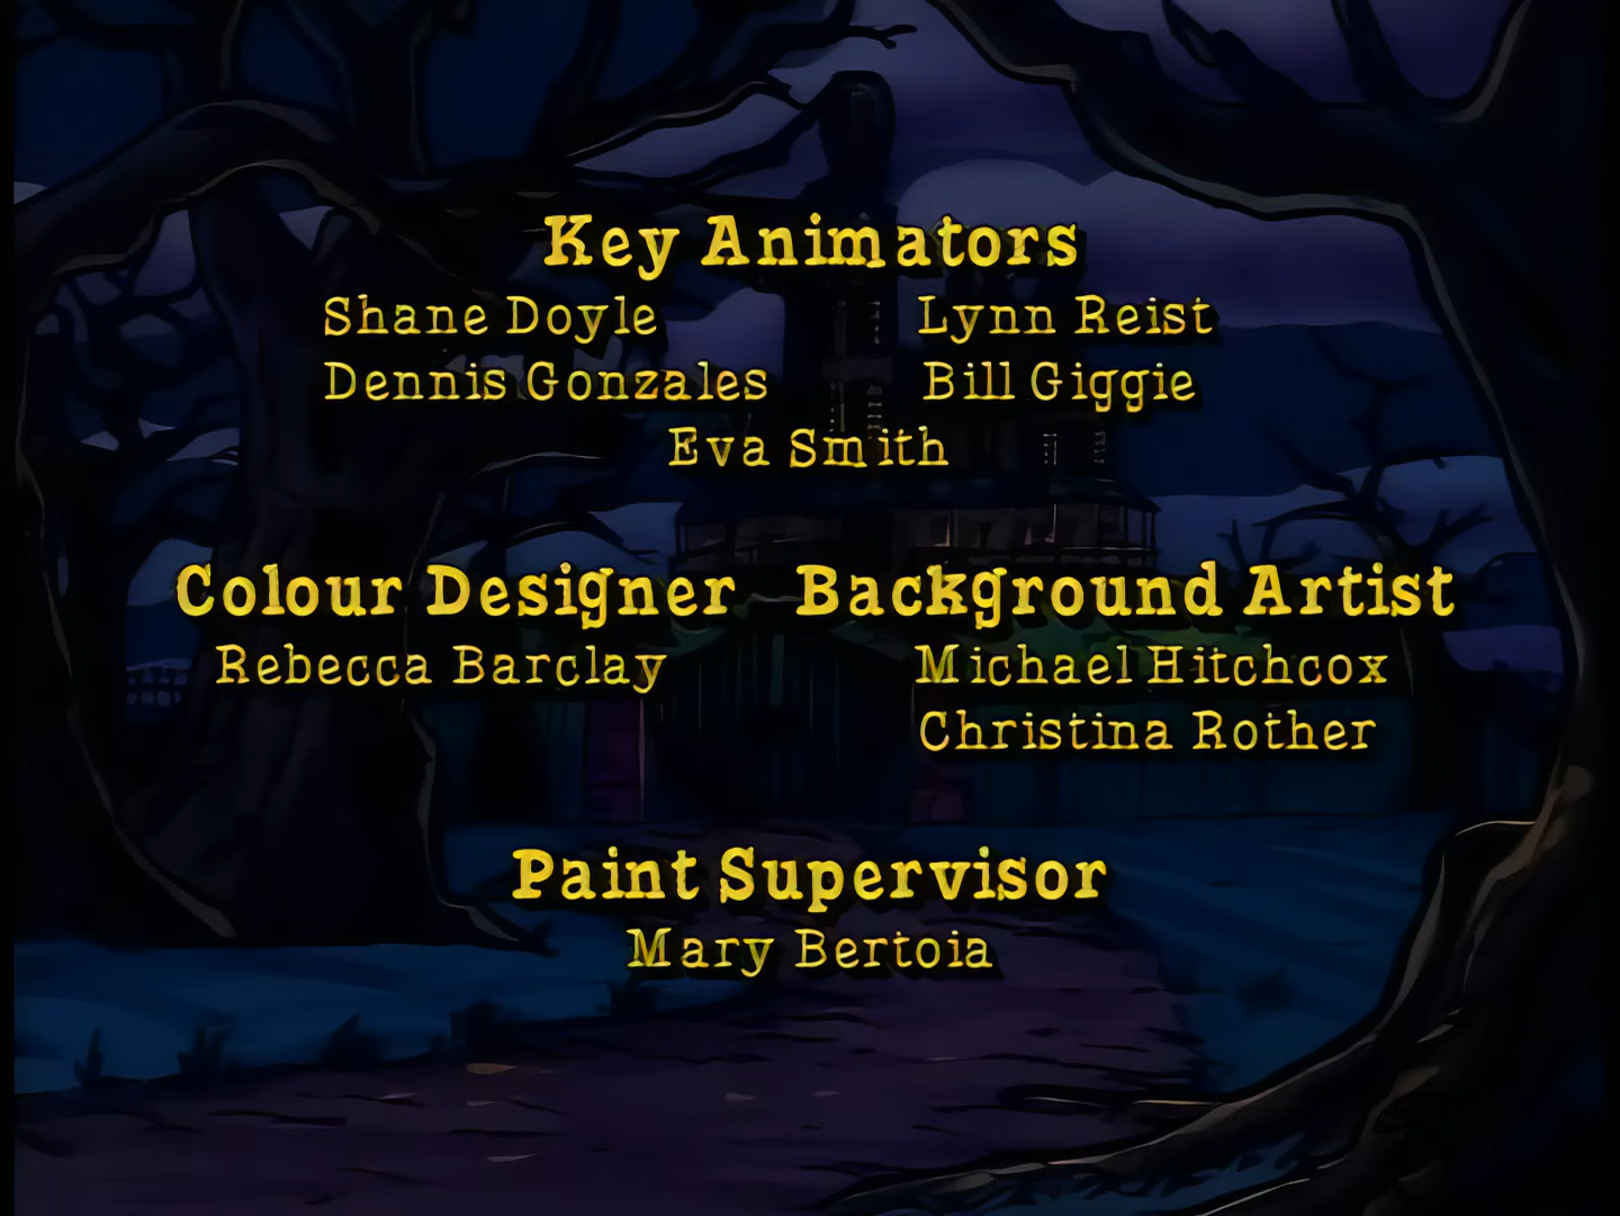 Key Animators
Shane Doyle Lynn Reist
Dennis Gonzales Bill Giggie
Eva Smith
Colour Designer Background Artist
Rebecca Barclay Michael Hitchcox
Christina Rother
Paint Supervisor
Mary Bertoia